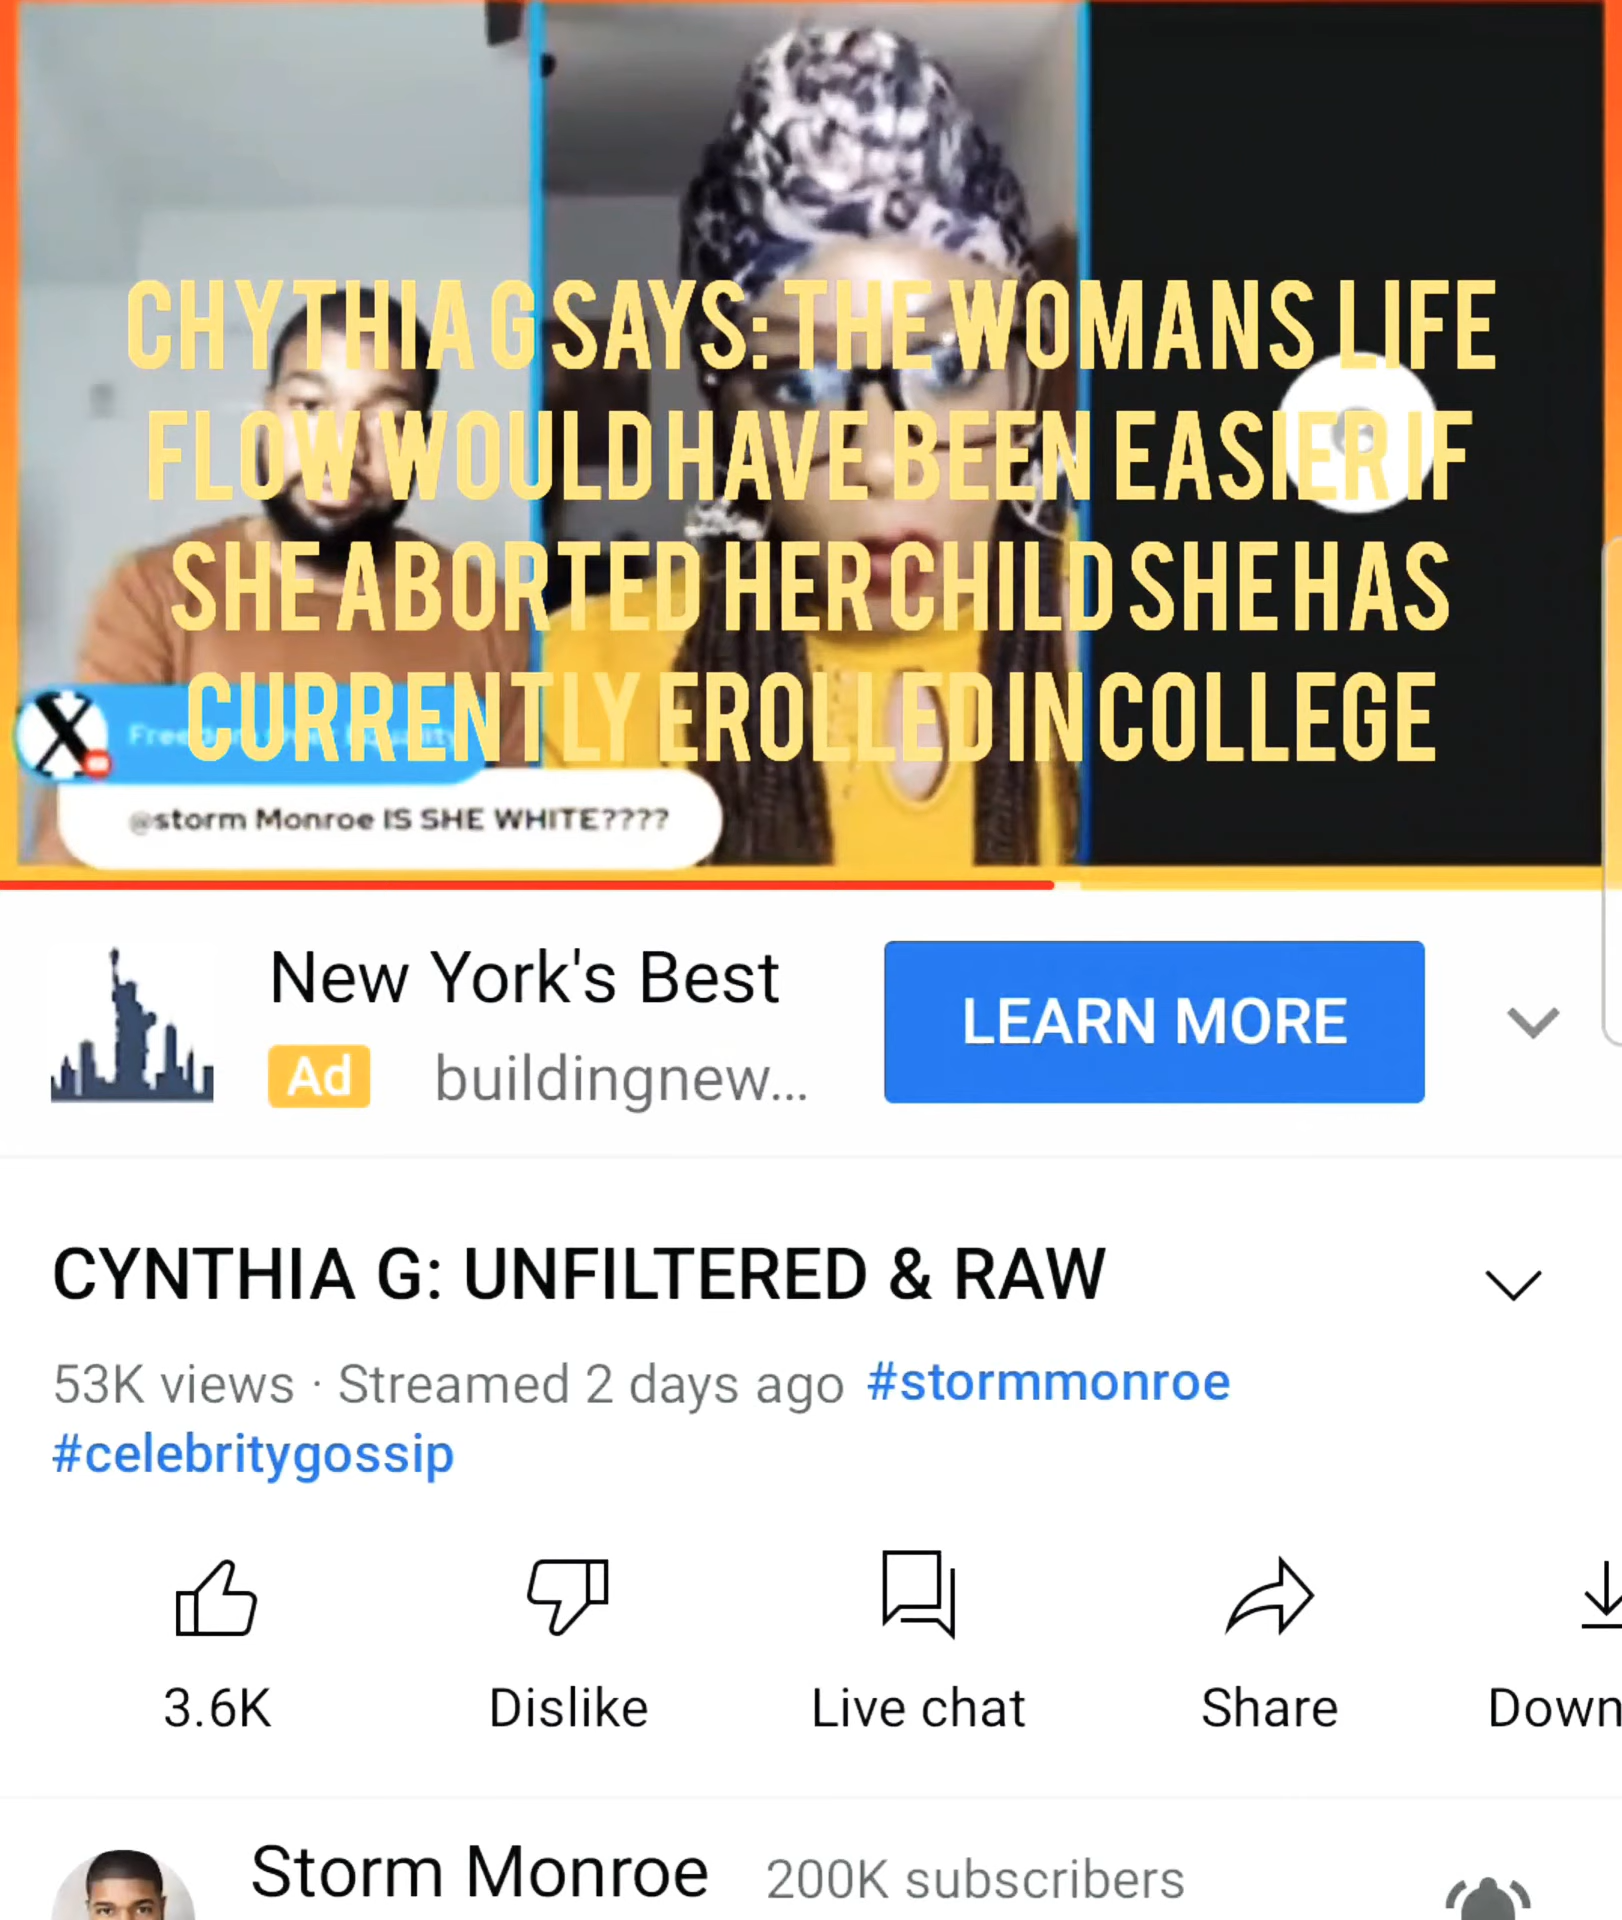 CHYTHIA G SAYS: THE WOMANS LIFE
FLOW WOULD HAVE BEEN EASIER IF
SHE ABORTED HER CHILD SHE HAS
CURRENTLY EROLLED IN COLLEGE
X
@storm Monroe IS SHE WHITE????
New York's Best
LEARN MORE
Ad buildingnew...
CYNTHIA G: UNFILTERED & RAW
53K views · Streamed 2 days ago #stormmonroe
#celebritygossip
3.6K Dislike Live chat Share Down
Storm Monroe 200K subscribers